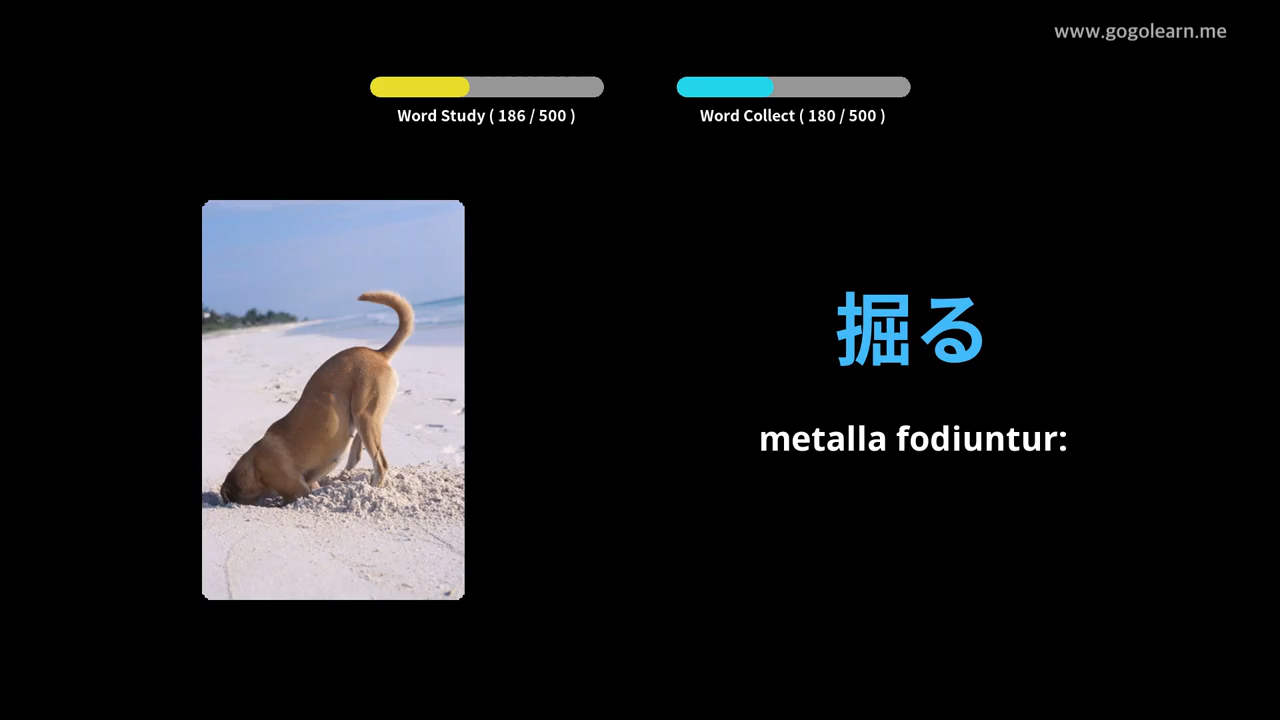 www.gogolearn.me
Word Study ( 186 / 500 )
Word Collect ( 180 / 500 )
掘る
metalla fodiuntur: